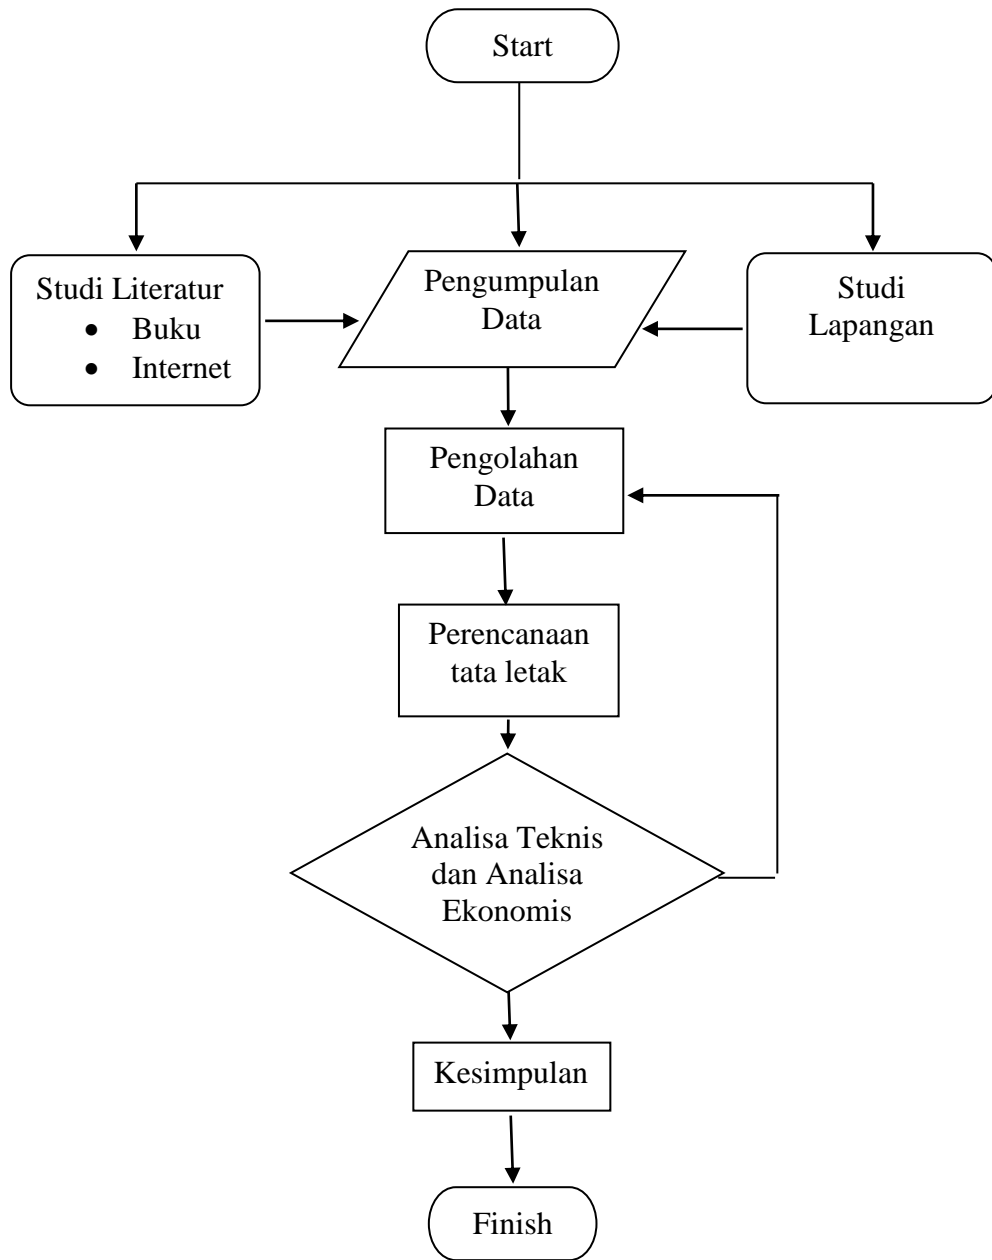 Start
Studi Literatur
• Buku
• Internet
Pengumpulan
Data
Studi
Lapangan
Pengolahan
Data
Perencanaan
tata letak
Analisa Teknis
dan Analisa
Ekonomis
Kesimpulan
Finish